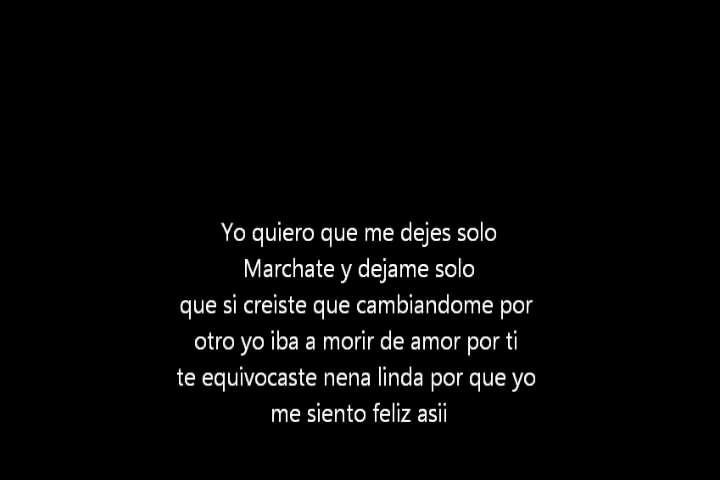 Yo quiero que me dejes solo
Marchate y dejame solo
que si creiste que cambiandome por
otro yo iba a morir de amor por ti
te equivocaste nena linda por que yo
me siento feliz asii